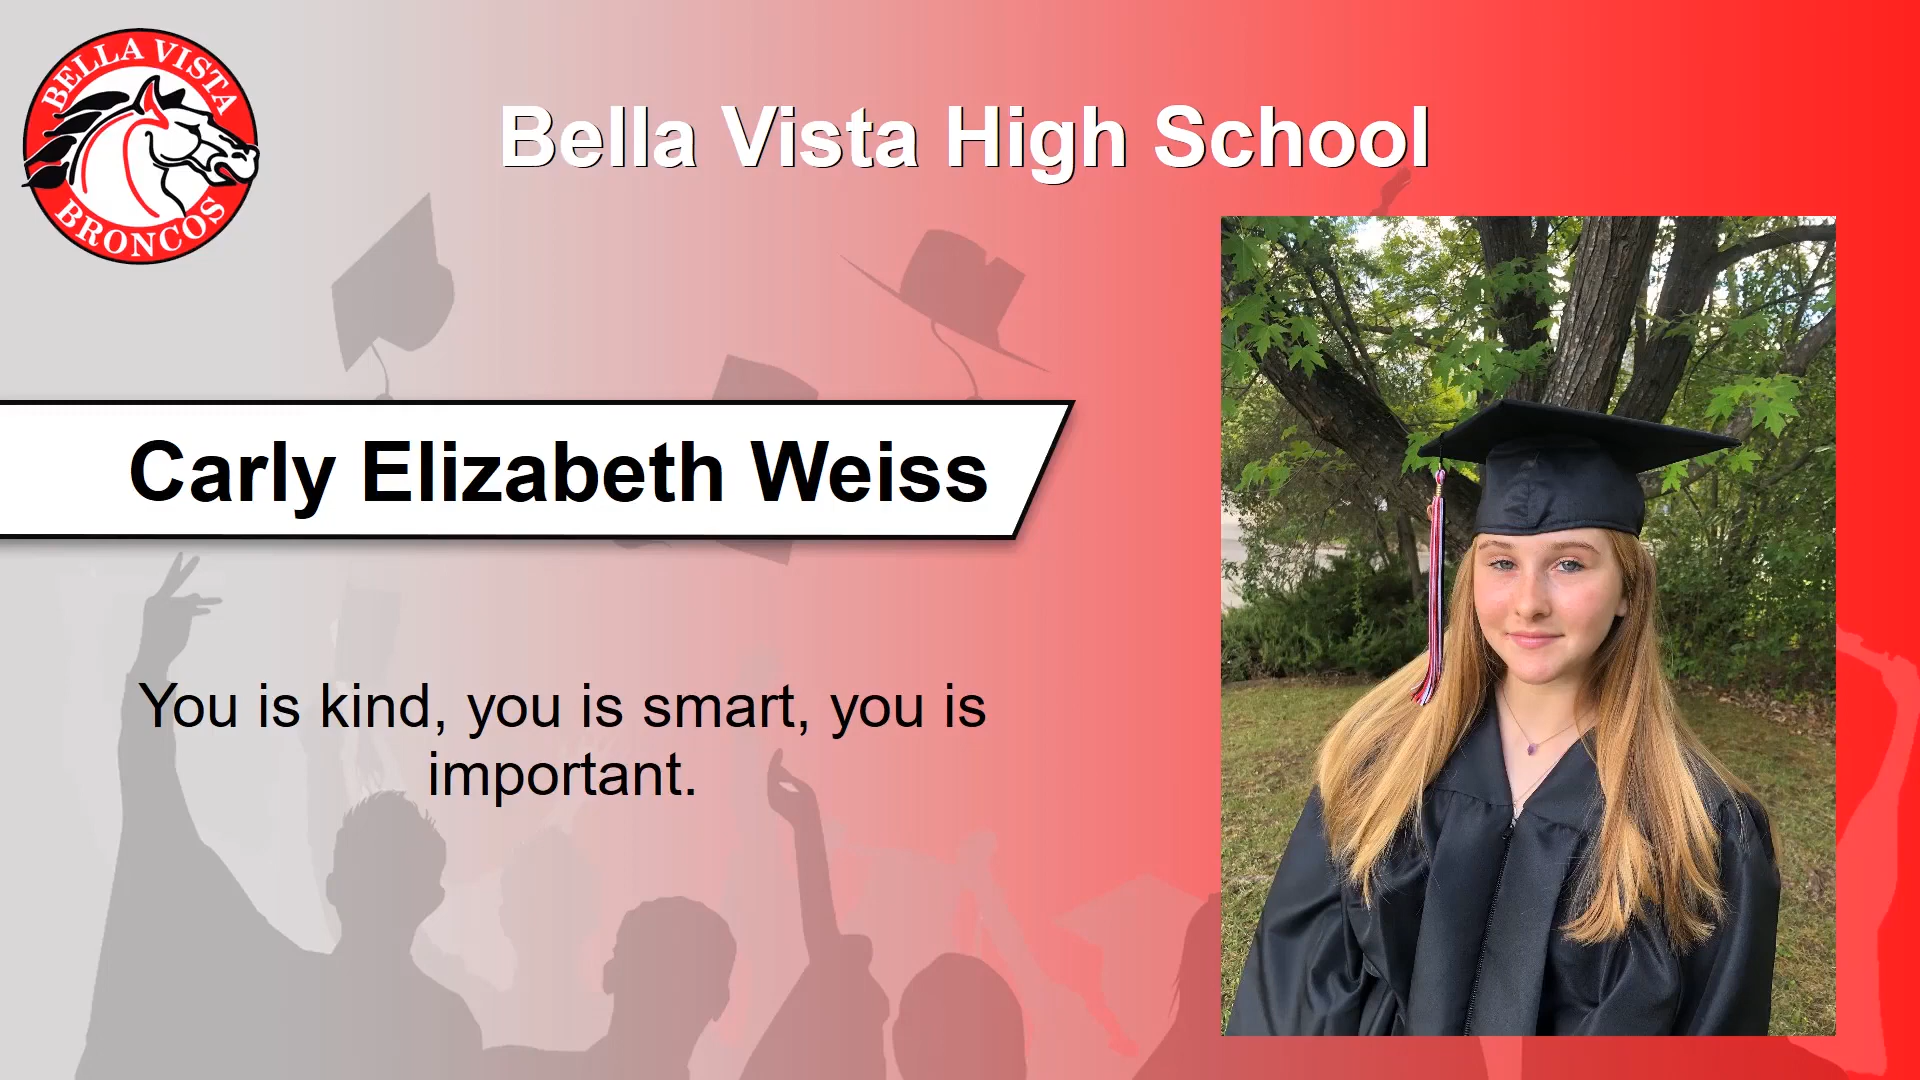 BELLA VISTA
BRONCOS
Bella Vista High School
Carly Elizabeth Weiss
You is kind, you is smart, you is
important.